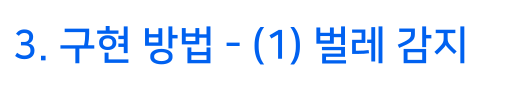 3. 구현 방법 - (1) 벌레 감지